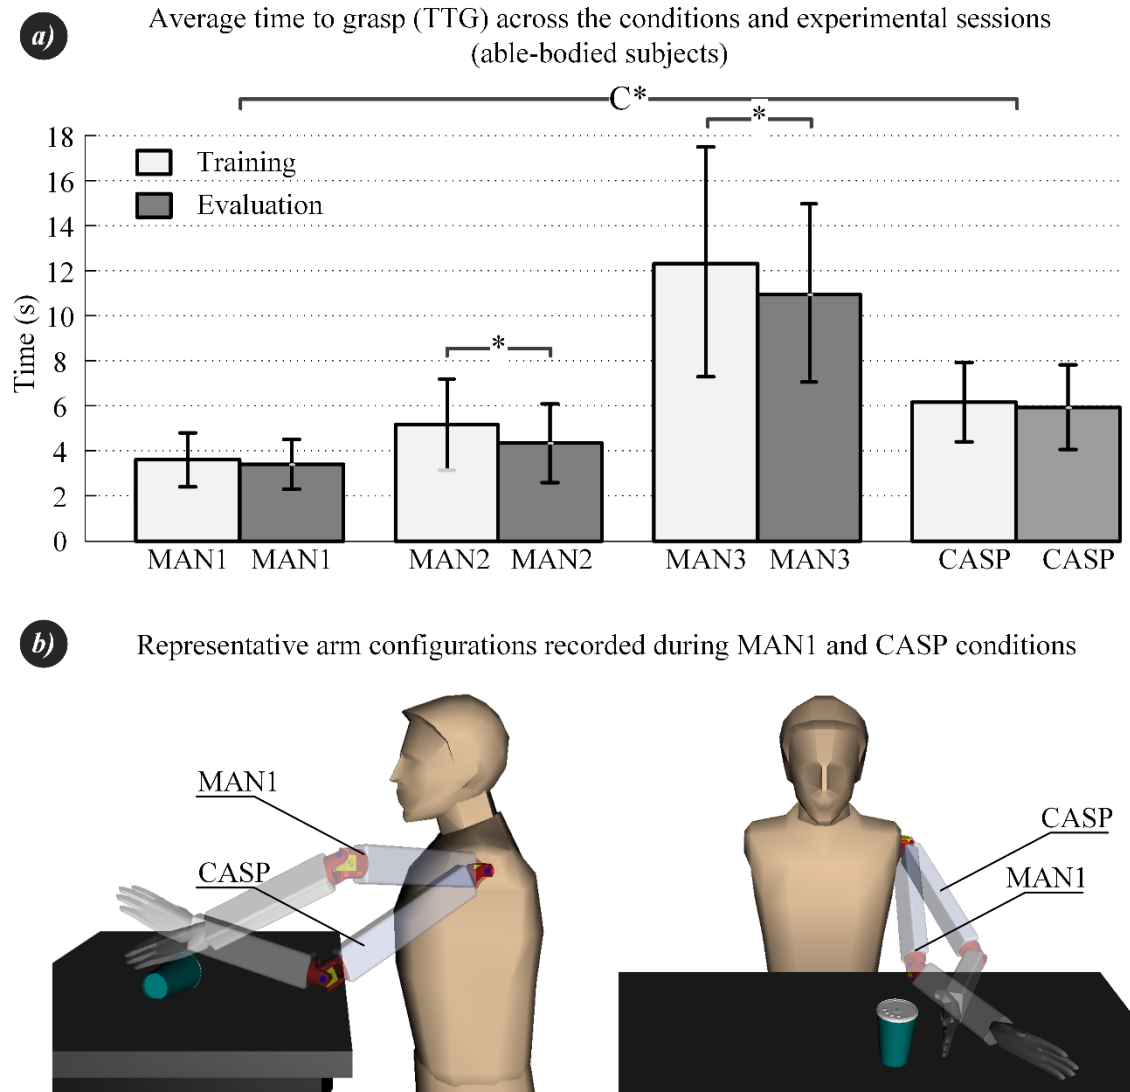 a)
Average time to grasp (TTG) across the conditions and experimental sessions
(able-bodied subjects)
C*
*
*
Time (s)
18
16
14
12
10
8
6
4
2
0
Training
Evaluation
MAN1 MAN1 MAN2 MAN2 MAN3 MAN3 CASP CASP
b)
Representative arm configurations recorded during MAN1 and CASP conditions
MAN1
CASP
CASP
MAN1